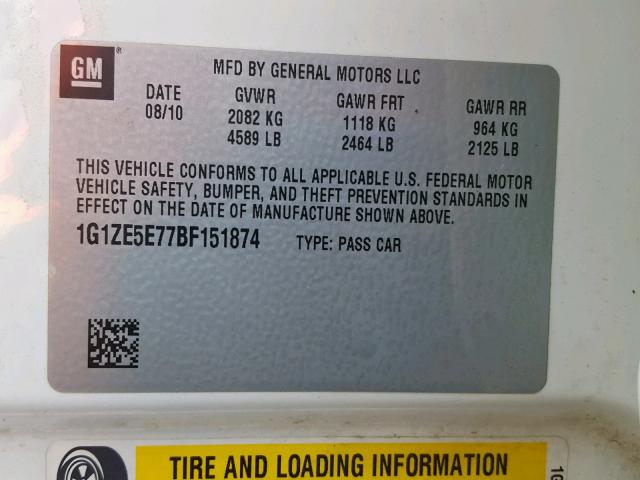 GM ®
MFD BY GENERAL MOTORS LLC
DATE GVWR GAWR FRT GAWR RR
08/10 2082 KG 1118 KG 964 KG
4589 LB 2464 LB 2125 LB
THIS VEHICLE CONFORMS TO ALL APPLICABLE U.S. FEDERAL MOTOR
VEHICLE SAFETY, BUMPER, AND THEFT PREVENTION STANDARDS IN
EFFECT ON THE DATE OF MANUFACTURE SHOWN ABOVE.
1G1ZE5E77BF151874 TYPE: PASS CAR
TIRE AND LOADING INFORMATION
1G